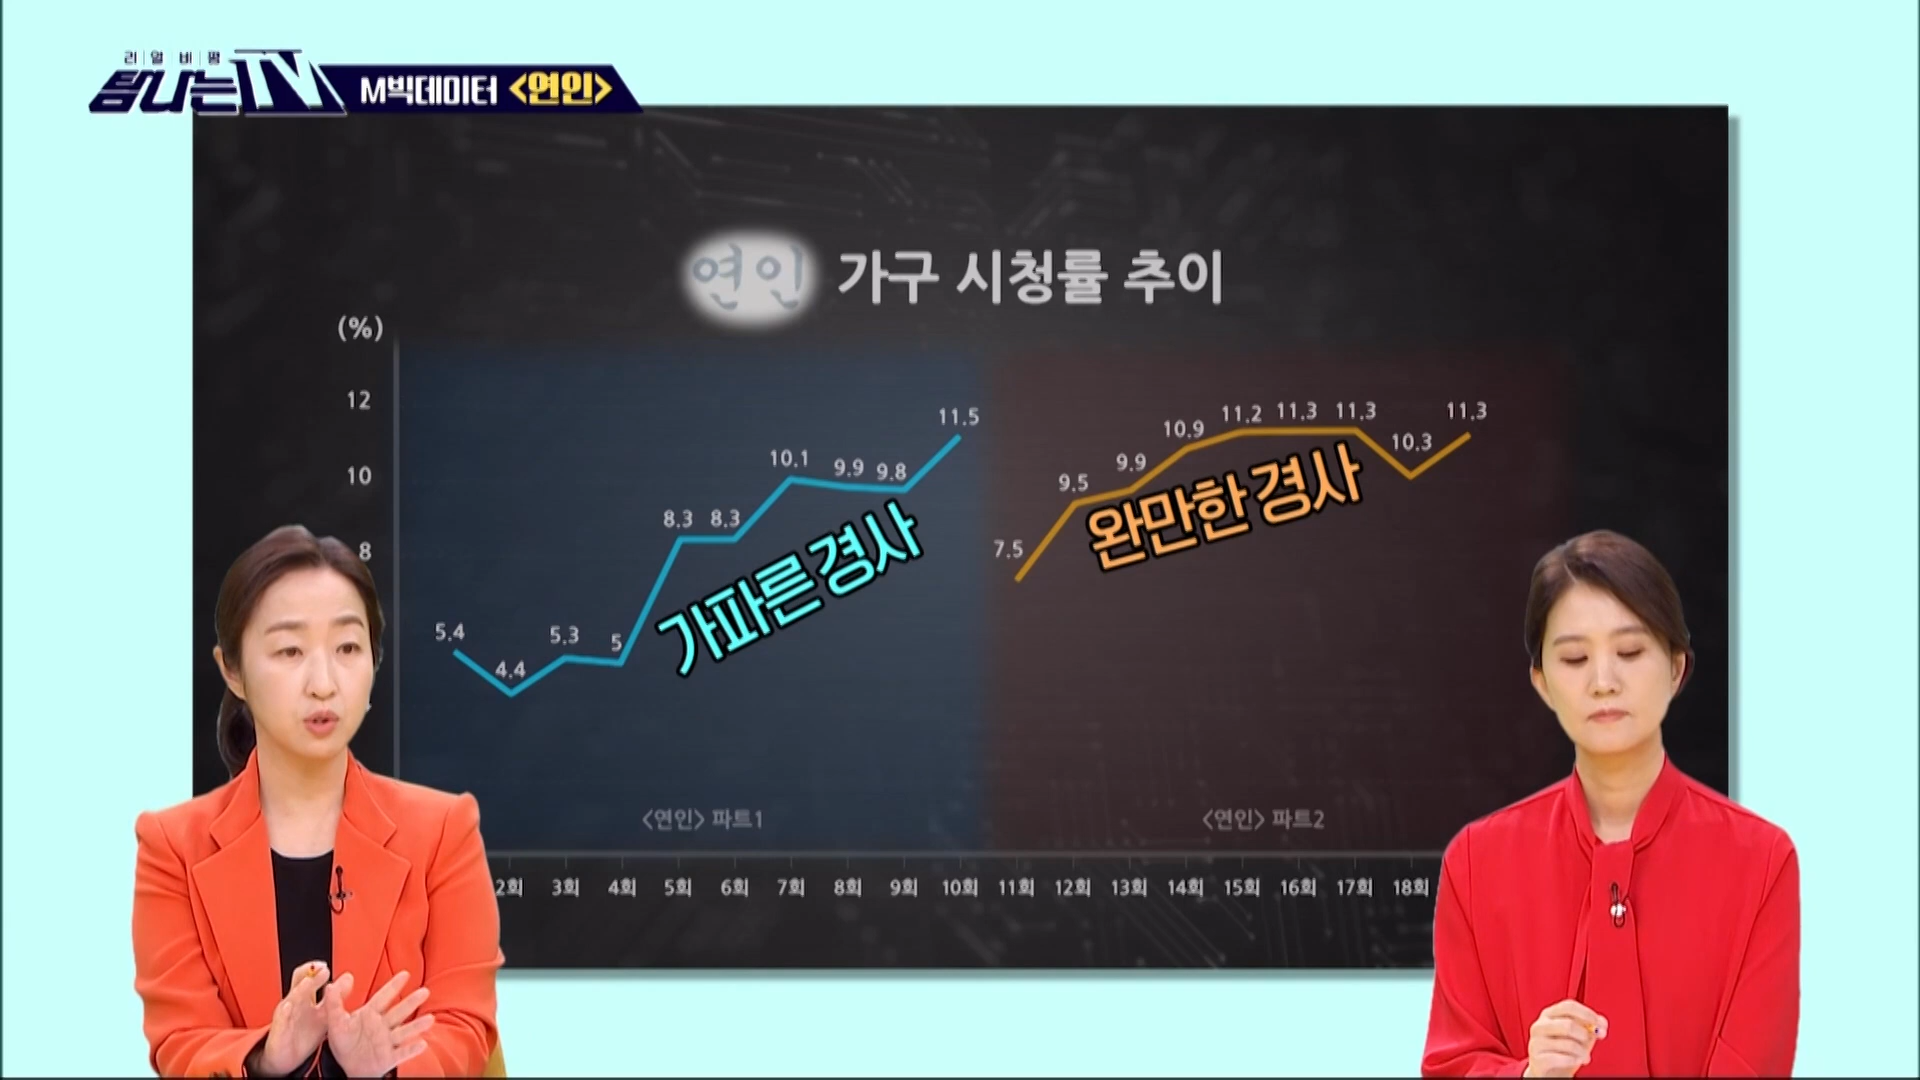 리얼비평
탐나는TV
M빅데이터 <연인>
연인 가구 시청률 추이
(%)
12
10
8
5.4
4.4
5.3
5
8.3
8.3
10.1
9.9
9.8
11.5
7.5
9.5
9.9
10.9
11.2
11.3
11.3
10.3
11.3
가파른 경사
완만한 경사
<연인> 파트1
<연인> 파트2
2회 3회 4회 5회 6회 7회 8회 9회 10회 11회 12회 13회 14회 15회 16회 17회 18회